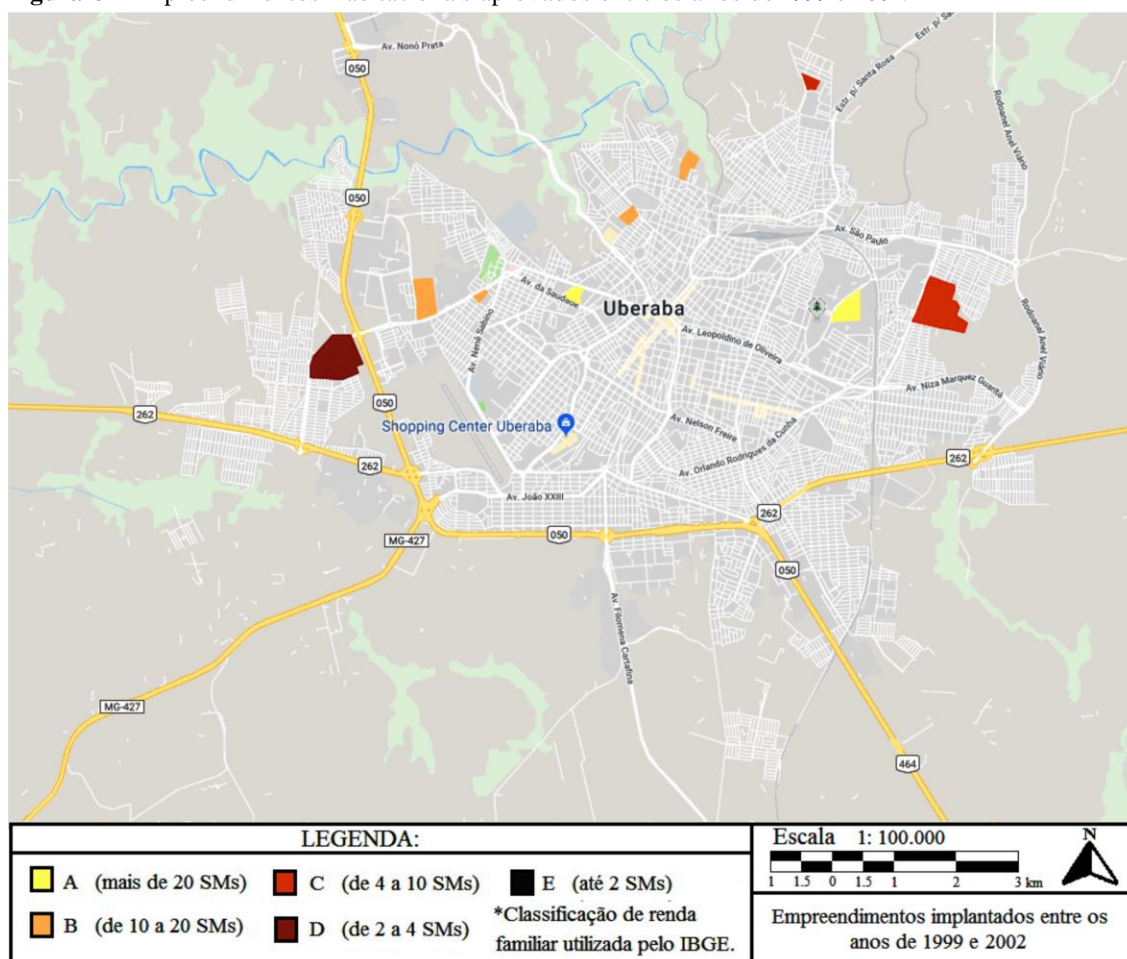 Av. Nonô Prata
050
Estr. p/ Santa Rosa
Rodoanel Anel Viário
050
Av. São Paulo
Av. da Saudade
Uberaba
Av. Nenê Sabino
Av. Leopoldino de Oliveira
Rodoanel Anel Viário
050
Av. Niza Marquez Guaritá
262
Shopping Center Uberaba
Av. Nelson Freire
Av. Orlando Rodrigues da Cunha
262
262
Av. João XXIII
262
MG-427
050
050
Av. Filomena Cartafina
MG-427
464
LEGENDA:
A (mais de 20 SMs)
C (de 4 a 10 SMs)
E (até 2 SMs)
B (de 10 a 20 SMs)
D (de 2 a 4 SMs)
*Classificação de renda
familiar utilizada pelo IBGE.
Escala 1: 100.000
N
1 1.5 0 1.5 1 2 3 km
Empreendimentos implantados entre os
anos de 1999 e 2002